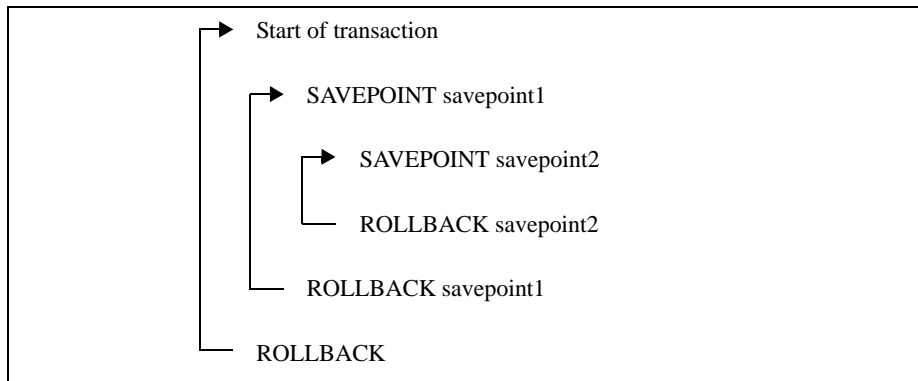 Start of transaction
SAVEPOINT savepoint1
SAVEPOINT savepoint2
ROLLBACK savepoint2
ROLLBACK savepoint1
ROLLBACK